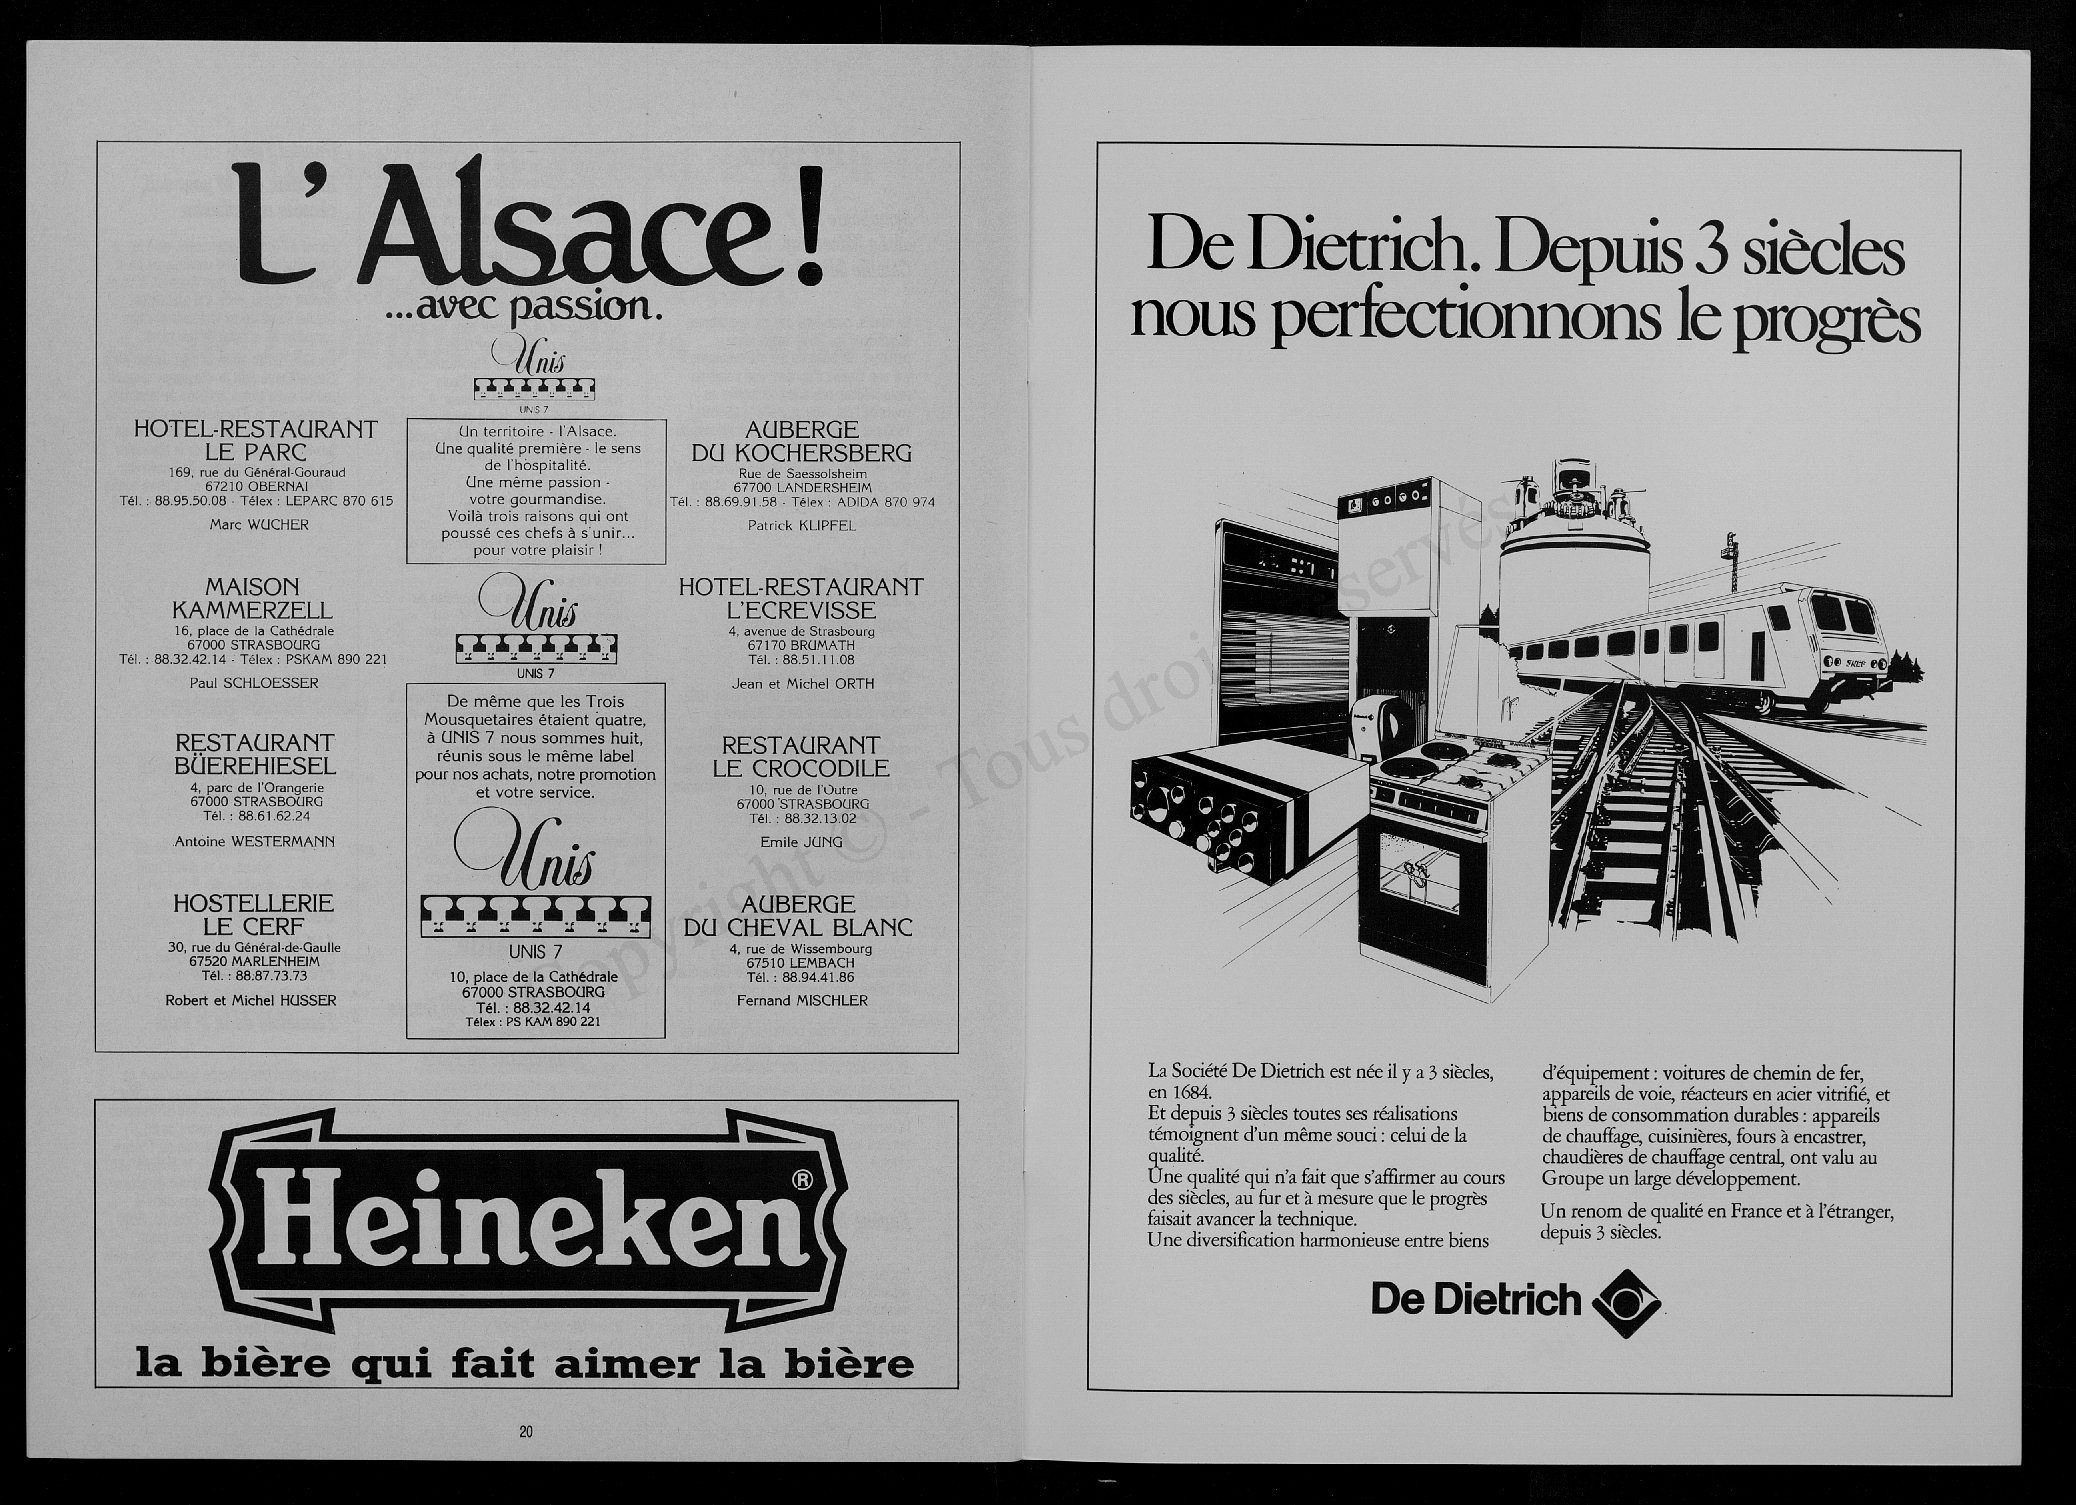 L'Alsace!
...avec passion.
Unis
UNIS 7
HOTEL-RESTAURANT
LE PARC
169, rue du Général-Gouraud
67210 OBERNAI
Tél. : 88.95.50.08 - Télex : LEPARC 870 615
Marc WUCHER
MAISON
KAMMERZELL
16, place de la Cathédrale
67000 STRASBOURG
Tél. : 88.32.42.14 - Télex : PSKAM 890 221
Paul SCHLOESSER
RESTAURANT
BÜEREHIESEL
4, parc de l'Orangerie
67000 STRASBOURG
Tél. : 88.61.62.24
Antoine WESTERMANN
HOSTELLERIE
LE CERF
30, rue du Général-de-Gaulle
67520 MARLENHEIM
Tél. : 88.87.73.73
Robert et Michel HUSSER
Un territoire - l'Alsace.
Une qualité première - le sens
de l'hospitalité.
Une même passion -
votre gourmandise.
Voilà trois raisons qui ont
poussé ces chefs à s'unir...
pour votre plaisir !
Unis
UNIS 7
De même que les Trois
Mousquetaires étaient quatre,
à UNIS 7 nous sommes huit,
réunis sous le même label
pour nos achats, notre promotion
et votre service.
Unis
UNIS 7
10, place de la Cathédrale
67000 STRASBOURG
Tél. : 88.32.42.14
Télex : PS KAM 890 221
AUBERGE
DU KOCHERSBERG
Rue de Saessolsheim
67700 LANDERSHEIM
Tél. : 88.69.91.58 - Télex : ADIDA 870 974
Patrick KLIPFEL
HOTEL-RESTAURANT
L'ECREVISSE
4, avenue de Strasbourg
67170 BRUMATH
Tél. : 88.51.11.08
Jean et Michel ORTH
RESTAURANT
LE CROCODILE
10, rue de l'Outre
67000 STRASBOURG
Tél. : 88.32.13.02
Emile JUNG
AUBERGE
DU CHEVAL BLANC
4, rue de Wissembourg
67510 LEMBACH
Tél. : 88.94.41.86
Fernand MISCHLER
Heineken®
la bière qui fait aimer la bière
20
De Dietrich. Depuis 3 siècles
nous perfectionnons le progrès
SNCF
La Société De Dietrich est née il y a 3 siècles,
en 1684.
Et depuis 3 siècles toutes ses réalisations
témoignent d'un même souci : celui de la
qualité.
Une qualité qui n'a fait que s'affirmer au cours
des siècles, au fur et à mesure que le progrès
faisait avancer la technique.
Une diversification harmonieuse entre biens
d'équipement : voitures de chemin de fer,
appareils de voie, réacteurs en acier vitrifié, et
biens de consommation durables : appareils
de chauffage, cuisinières, fours à encastrer,
chaudières de chauffage central, ont valu au
Groupe un large développement.
Un renom de qualité en France et à l'étranger,
depuis 3 siècles.
De Dietrich
Copyright © - Tous droits réservés